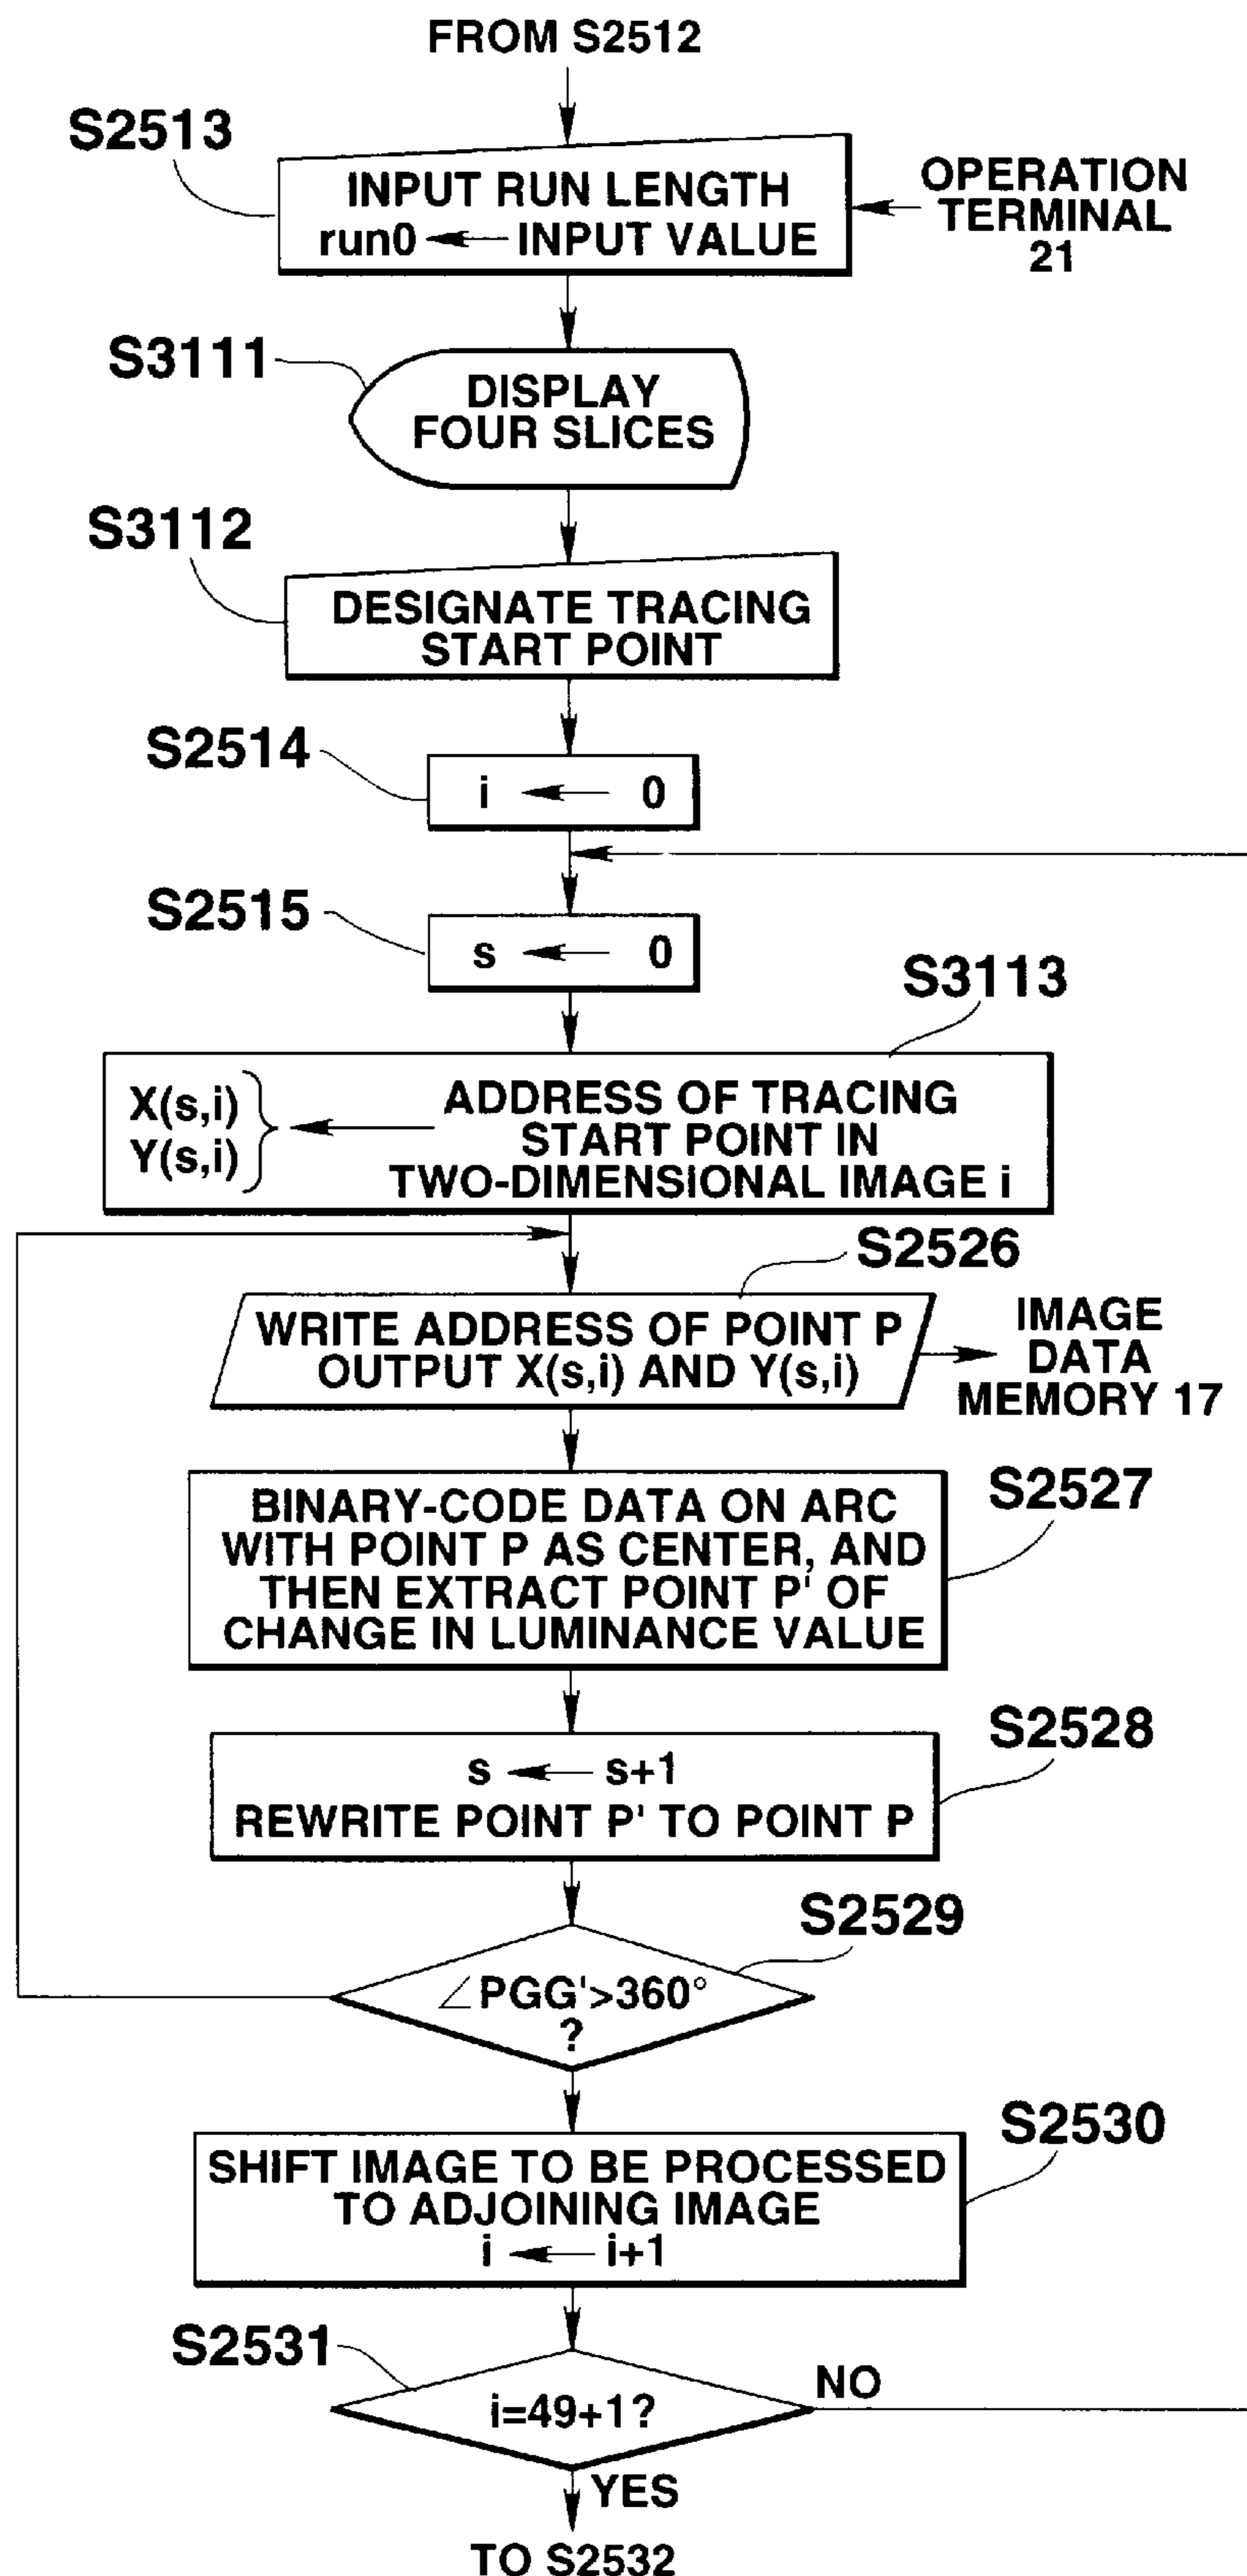 FROM S2512
S2513
INPUT RUN LENGTH
run0 ← INPUT VALUE
OPERATION
TERMINAL
21
S3111
DISPLAY
FOUR SLICES
S3112
DESIGNATE TRACING
START POINT
S2514
i ← 0
S2515
s ← 0
S3113
X(s,i)
Y(s,i)
ADDRESS OF TRACING
START POINT IN
TWO-DIMENSIONAL IMAGE i
S2526
WRITE ADDRESS OF POINT P
OUTPUT X(s,i) AND Y(s,i)
IMAGE
DATA
MEMORY 17
S2527
BINARY-CODE DATA ON ARC
WITH POINT P AS CENTER, AND
THEN EXTRACT POINT P' OF
CHANGE IN LUMINANCE VALUE
S2528
s ← s+1
REWRITE POINT P' TO POINT P
S2529
∠PGG'>360°
?
S2530
SHIFT IMAGE TO BE PROCESSED
TO ADJOINING IMAGE
i ← i+1
S2531
i=49+1?
NO
YES
TO S2532